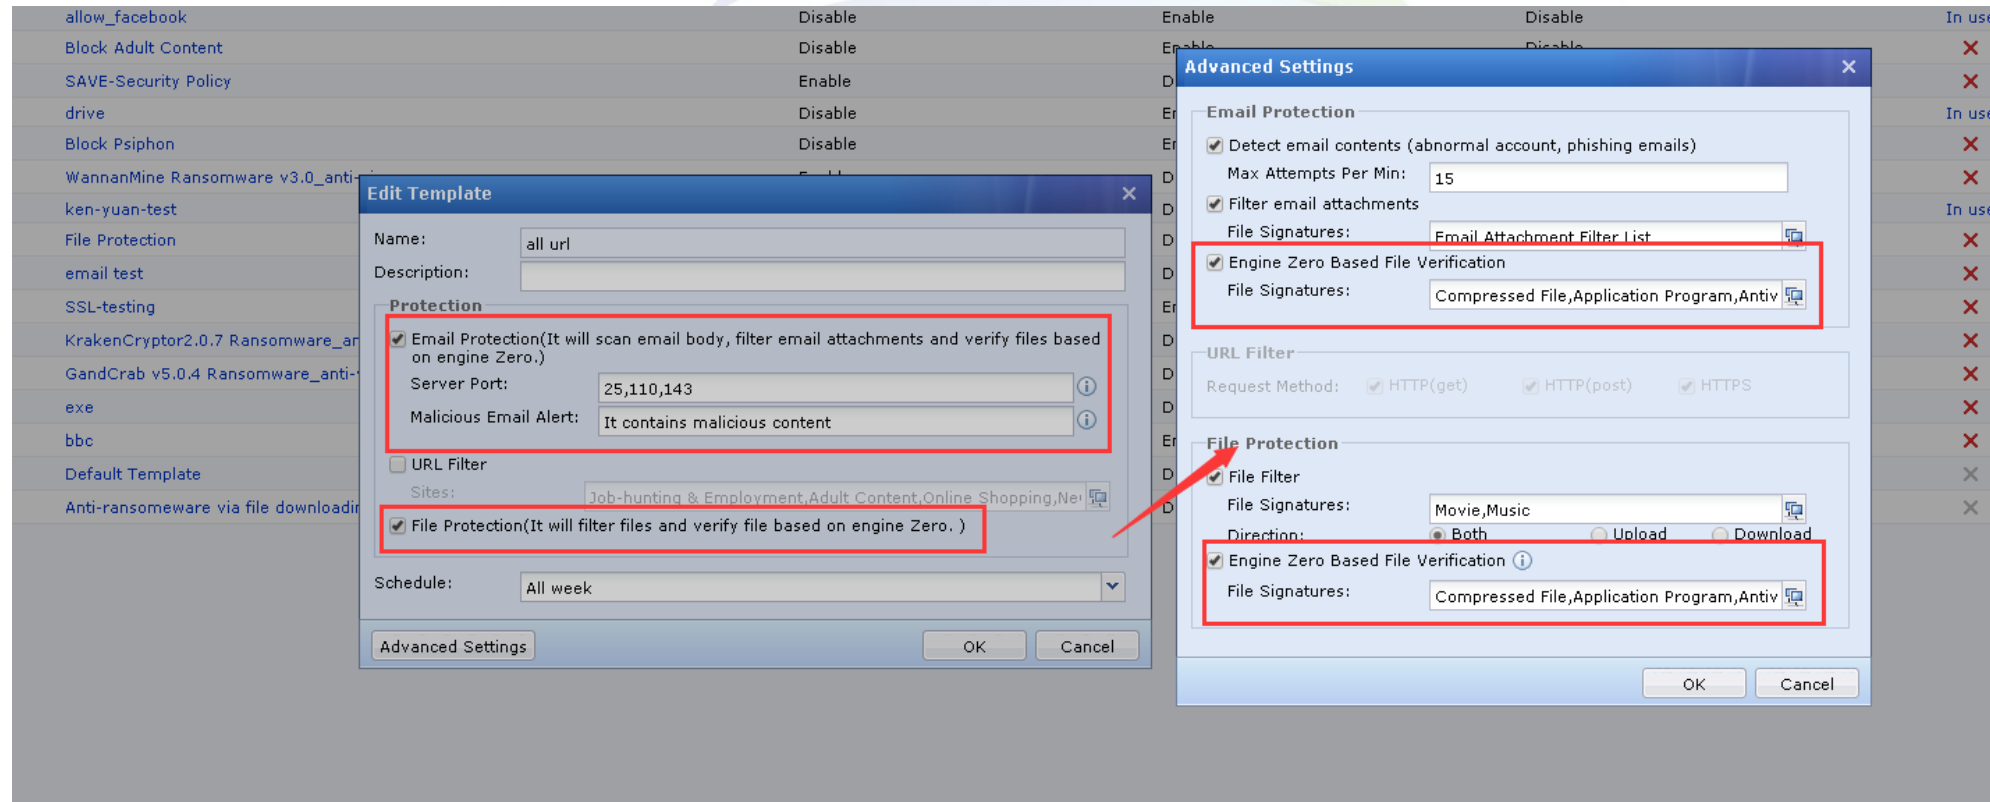 allow_facebook Disable Enable Disable In use
Block Adult Content Disable Enable Disable
SAVE-Security Policy Enable D
drive Disable In use
Block Psiphon Disable
WannanMine Ransomware v3.0_anti- D
ken-yuan-test D In use
File Protection D
email test D
SSL-testing
KrakenCryptor2.0.7 Ransomware_an D
GandCrab v5.0.4 Ransomware_anti- D
exe D
bbc
Default Template D
Anti-ransomeware via file downloadin D
Edit Template
Name: all url
Description:
Protection
Email Protection(It will scan email body, filter email attachments and verify files based
on engine Zero.)
Server Port: 25,110,143
Malicious Email Alert: It contains malicious content
URL Filter
Sites: Job-hunting & Employment,Adult Content,Online Shopping,Ne
File Protection(It will filter files and verify file based on engine Zero. )
Schedule: All week
Advanced Settings OK Cancel
Advanced Settings
Email Protection
Detect email contents (abnormal account, phishing emails)
Max Attempts Per Min: 15
Filter email attachments
File Signatures: Email Attachment Filter List
Engine Zero Based File Verification
File Signatures: Compressed File,Application Program,Antiv
URL Filter
Request Method: HTTP(get) HTTP(post) HTTPS
File Protection
File Filter
File Signatures: Movie,Music
Direction: Both Upload Download
Engine Zero Based File Verification
File Signatures: Compressed File,Application Program,Antiv
OK Cancel